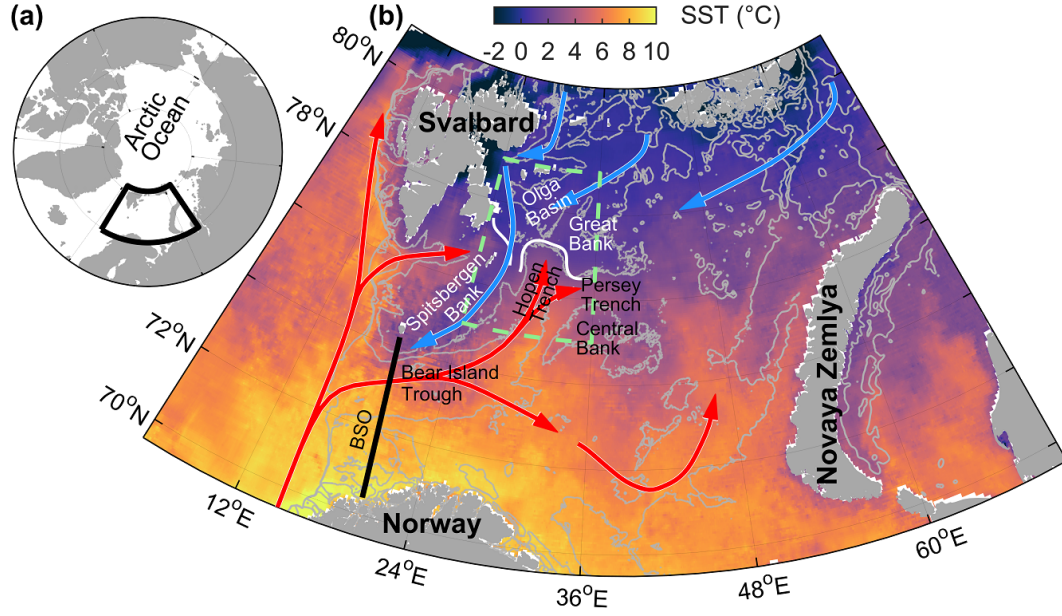 (a)
Arctic
Ocean
(b)
SST (°C)
-2 0 2 4 6 8 10
80°N
78°N
72°N
70°N
12°E
24°E
36°E
48°E
60°E
Svalbard
Olga
Basin
Great
Bank
Spitsbergen
Bank
Hopen
Trench
Persey
Trench
Central
Bank
Bear Island
Trough
BSO
Novaya Zemlya
Norway